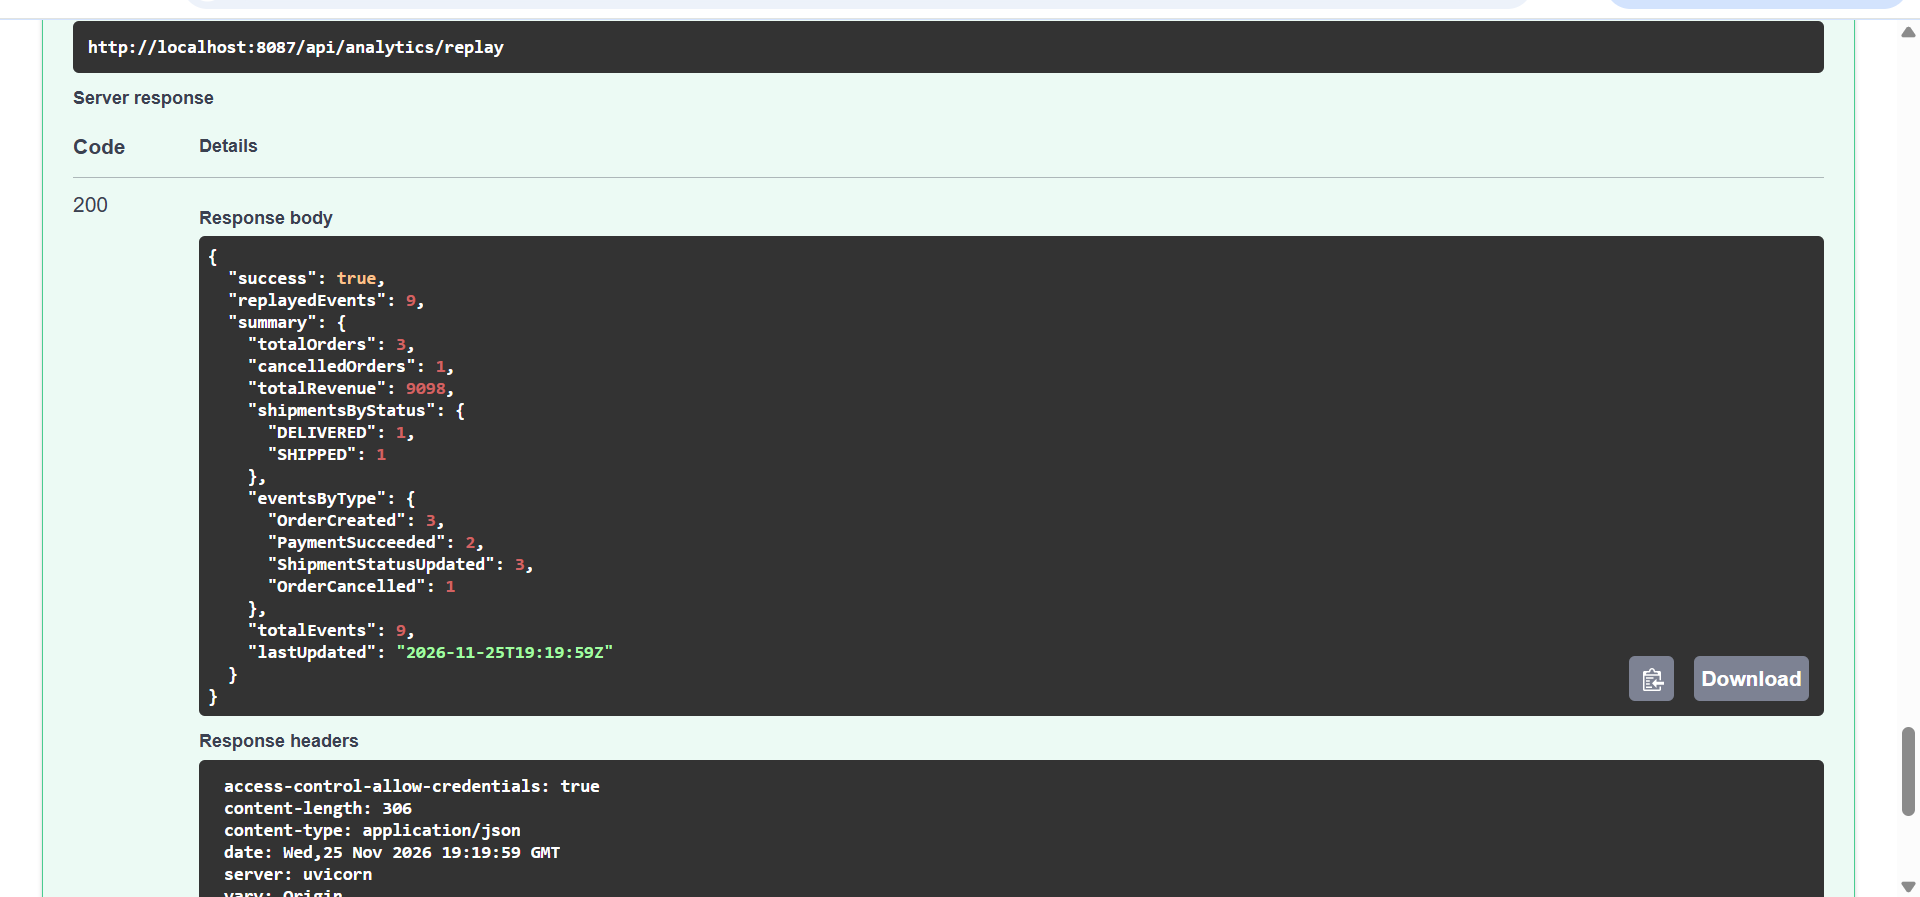 http://localhost:8087/api/analytics/replay
Server response
Code Details
200
Response body
{
  "success": true,
  "replayedEvents": 9,
  "summary": {
    "totalOrders": 3,
    "cancelledOrders": 1,
    "totalRevenue": 9098,
    "shipmentsByStatus": {
      "DELIVERED": 1,
      "SHIPPED": 1
    },
    "eventsByType": {
      "OrderCreated": 3,
      "PaymentSucceeded": 2,
      "ShipmentStatusUpdated": 3,
      "OrderCancelled": 1
    },
    "totalEvents": 9,
    "lastUpdated": "2026-11-25T19:19:59Z"
  }
}
Download
Response headers
access-control-allow-credentials: true
content-length: 306
content-type: application/json
date: Wed,25 Nov 2026 19:19:59 GMT
server: uvicorn
vary: Origin